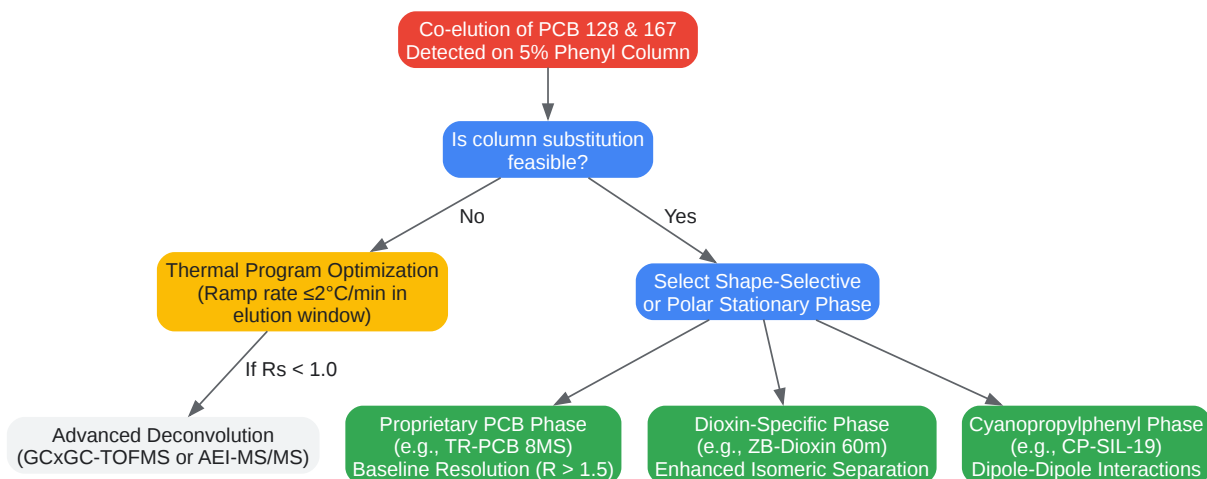 Co-elution of PCB 128 & 167
Detected on 5% Phenyl Column
Is column substitution
feasible?
No
Yes
Thermal Program Optimization
(Ramp rate ≤2°C/min in
elution window)
Select Shape-Selective
or Polar Stationary Phase
If Rs < 1.0
Advanced Deconvolution
(GCxGC-TOFMS or AEI-MS/MS)
Proprietary PCB Phase
(e.g., TR-PCB 8MS)
Baseline Resolution (R > 1.5)
Dioxin-Specific Phase
(e.g., ZB-Dioxin 60m)
Enhanced Isomeric Separation
Cyanopropylphenyl Phase
(e.g., CP-SIL-19)
Dipole-Dipole Interactions